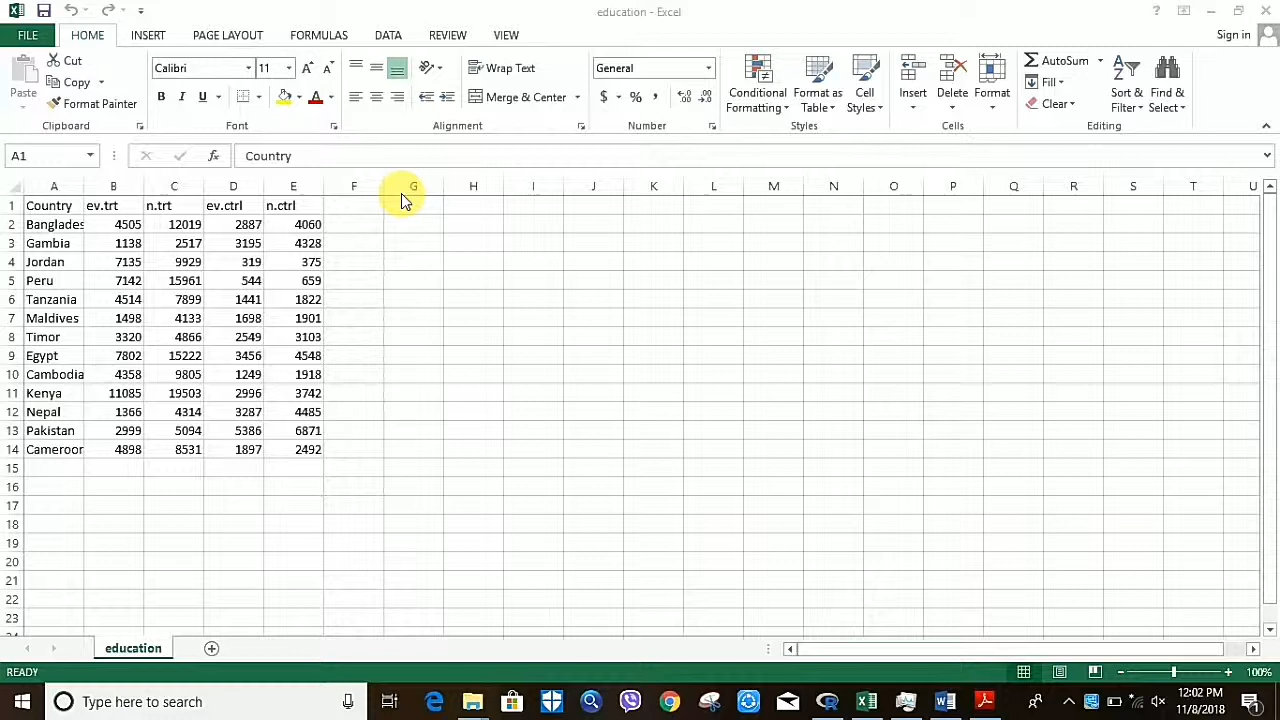 education - Excel
FILE HOME INSERT PAGE LAYOUT FORMULAS DATA REVIEW VIEW Sign in
Cut
Copy
Format Painter
Paste
Clipboard
Calibri 11
Font
Wrap Text
Merge & Center
Alignment
General
Number
Conditional Formatting
Format as Table
Cell Styles
Styles
Insert Delete Format
Cells
AutoSum
Fill
Clear
Sort & Filter
Find & Select
Editing
A1 fx Country
A B C D E F G H I J K L M N O P Q R S T U
1 Country ev.trt n.trt ev.ctrl n.ctrl
2 Banglades 4505 12019 2887 4060
3 Gambia 1138 2517 3195 4328
4 Jordan 7135 9929 319 375
5 Peru 7142 15961 544 659
6 Tanzania 4514 7899 1441 1822
7 Maldives 1498 4133 1698 1901
8 Timor 3320 4866 2549 3103
9 Egypt 7802 15222 3456 4548
10 Cambodia 4358 9805 1249 1918
11 Kenya 11085 19503 2996 3742
12 Nepal 1366 4314 3287 4485
13 Pakistan 2999 5094 5386 6871
14 Cameroor 4898 8531 1897 2492
15
16
17
18
19
20
21
22
23
education
READY 100%
Type here to search
12:02 PM
11/8/2018